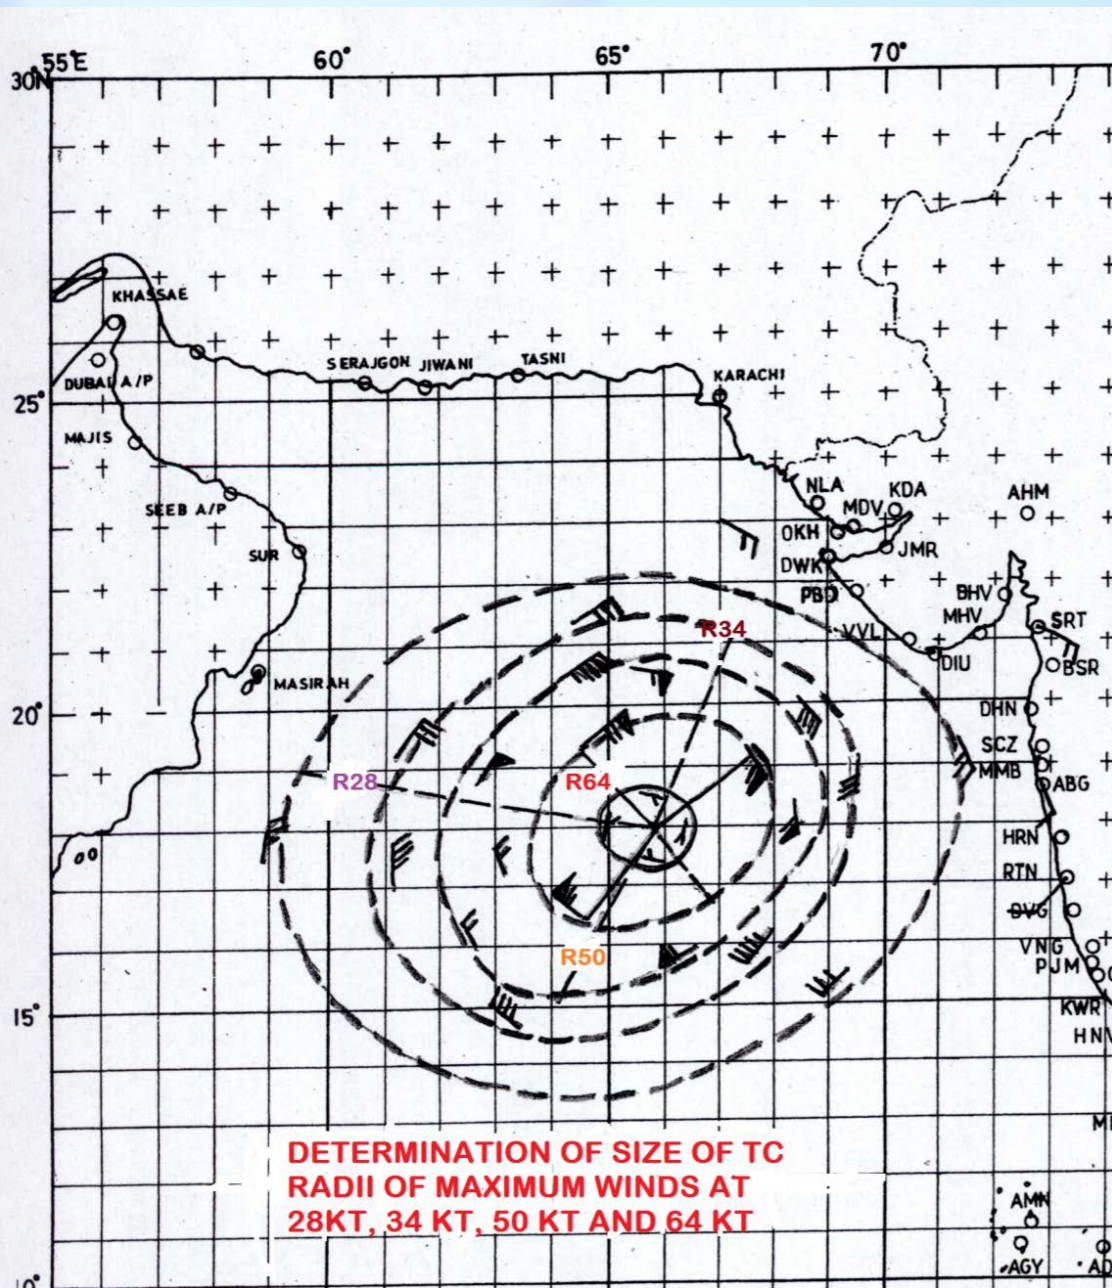 55°E 60° 65° 70°
30N
KHASSAE
SERAJGON JIWANI TASNI
DUBAI A/P
KARACHI
25°
MAJIS
NLA KDA AHM
SEEB A/P
MDV
OKH
SUR
JMR
DWK
PBD
BHV
MHV
R34
VVL
SRT
DIU
BSR
MASIRAH
20°
DHN
SCZ
R28
R64
MMB
ABG
HRN
RTN
DVG
R50
VNG
PJM
15°
KWR
HNV
DETERMINATION OF SIZE OF TC
RADII OF MAXIMUM WINDS AT
28KT, 34 KT, 50 KT AND 64 KT
AMN
AGY